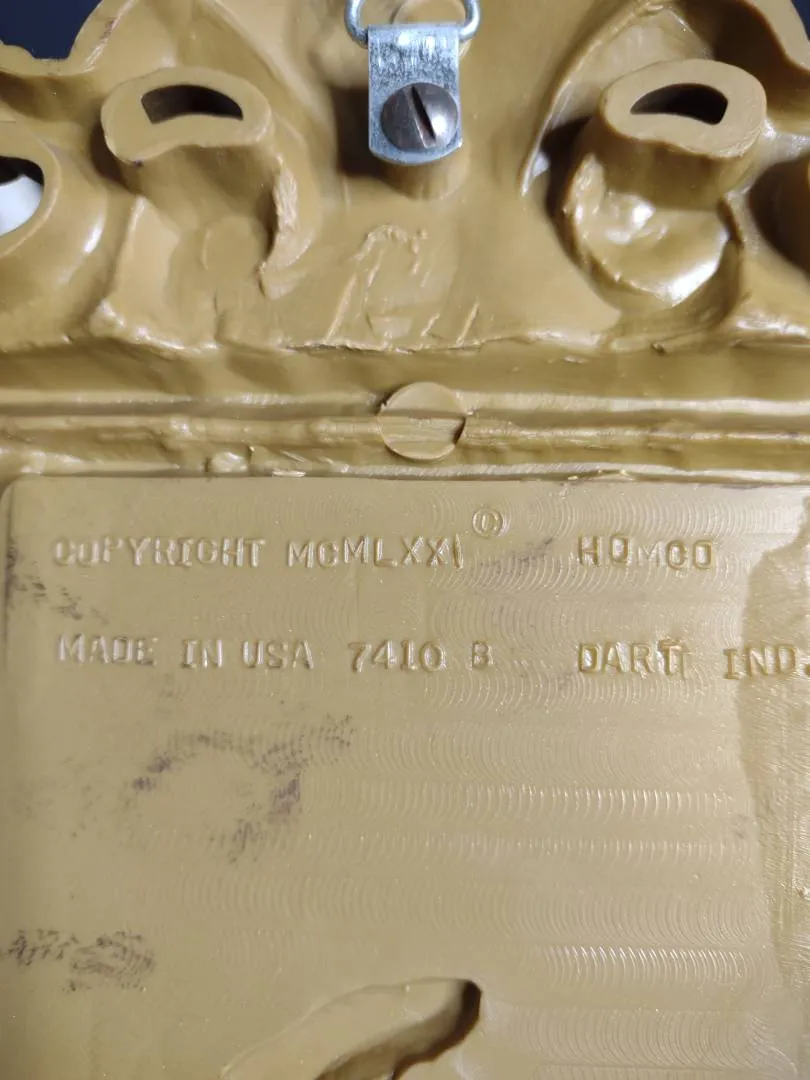 COPYRIGHT MCMLXXI © HOMCO
MADE IN USA 7410 B DART IND.